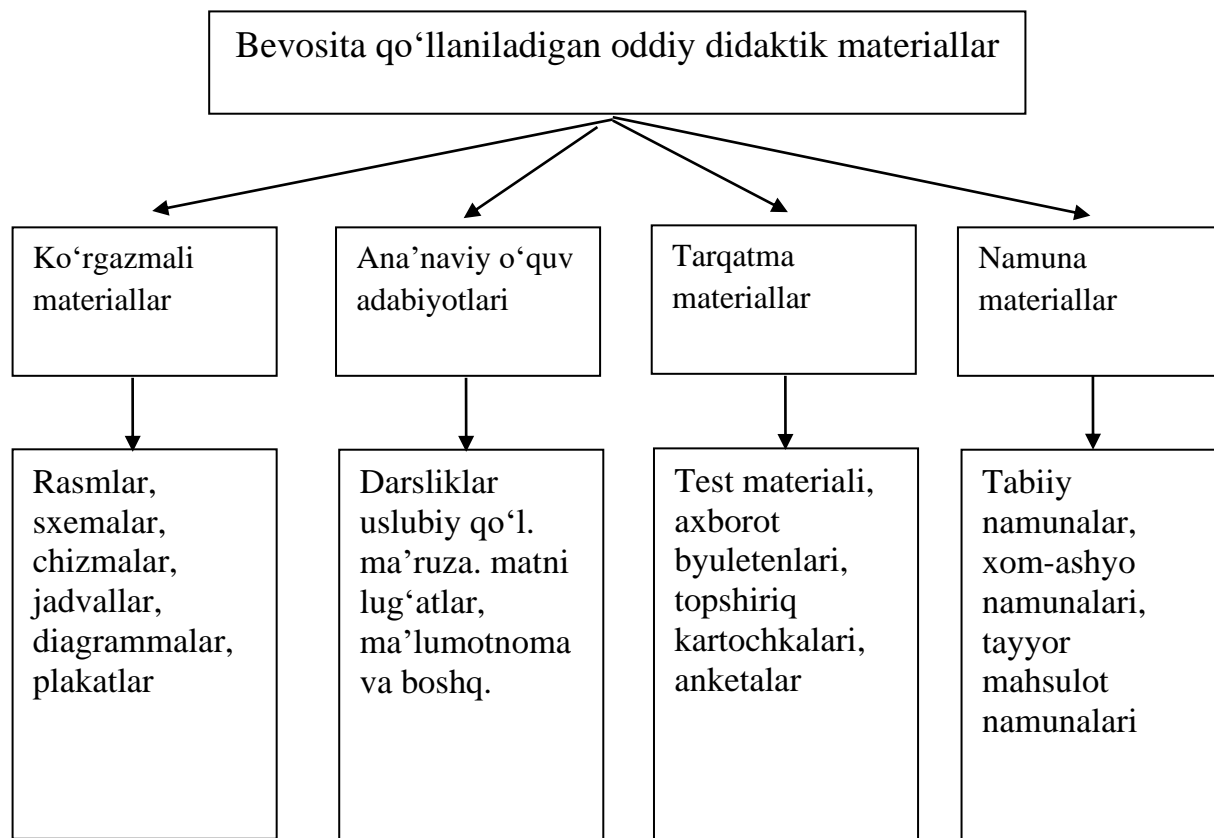 Bevosita qo‘llaniladigan oddiy didaktik materiallar
Ko‘rgazmali
materiallar
Ana’naviy o‘quv
adabiyotlari
Tarqatma
materiallar
Namuna
materiallar
Rasmlar,
sxemalar,
chizmalar,
jadvallar,
diagrammalar,
plakatlar
Darsliklar
uslubiy qo‘l.
ma’ruza. matni
lug‘atlar,
ma’lumotnoma
va boshq.
Test materiali,
axborot
byuletenlari,
topshiriq
kartochkalari,
anketalar
Tabiiy
namunalar,
xom-ashyo
namunalari,
tayyor
mahsulot
namunalari